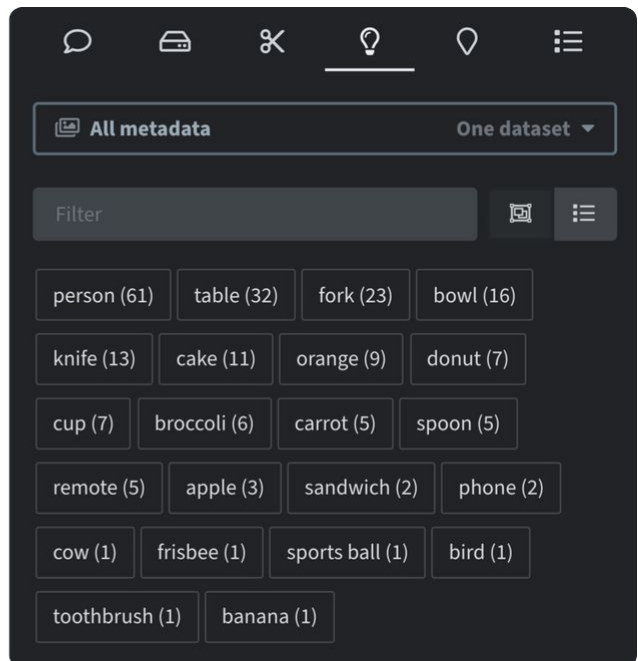 All metadata One dataset
Filter
person (61) table (32) fork (23) bowl (16)
knife (13) cake (11) orange (9) donut (7)
cup (7) broccoli (6) carrot (5) spoon (5)
remote (5) apple (3) sandwich (2) phone (2)
cow (1) frisbee (1) sports ball (1) bird (1)
toothbrush (1) banana (1)